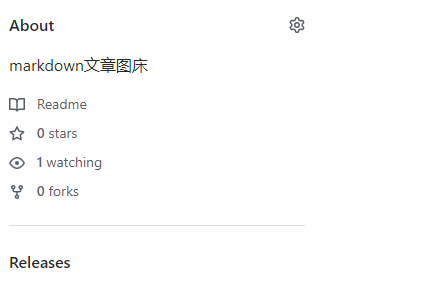 About
markdown文章图床
Readme
0 stars
1 watching
0 forks
Releases